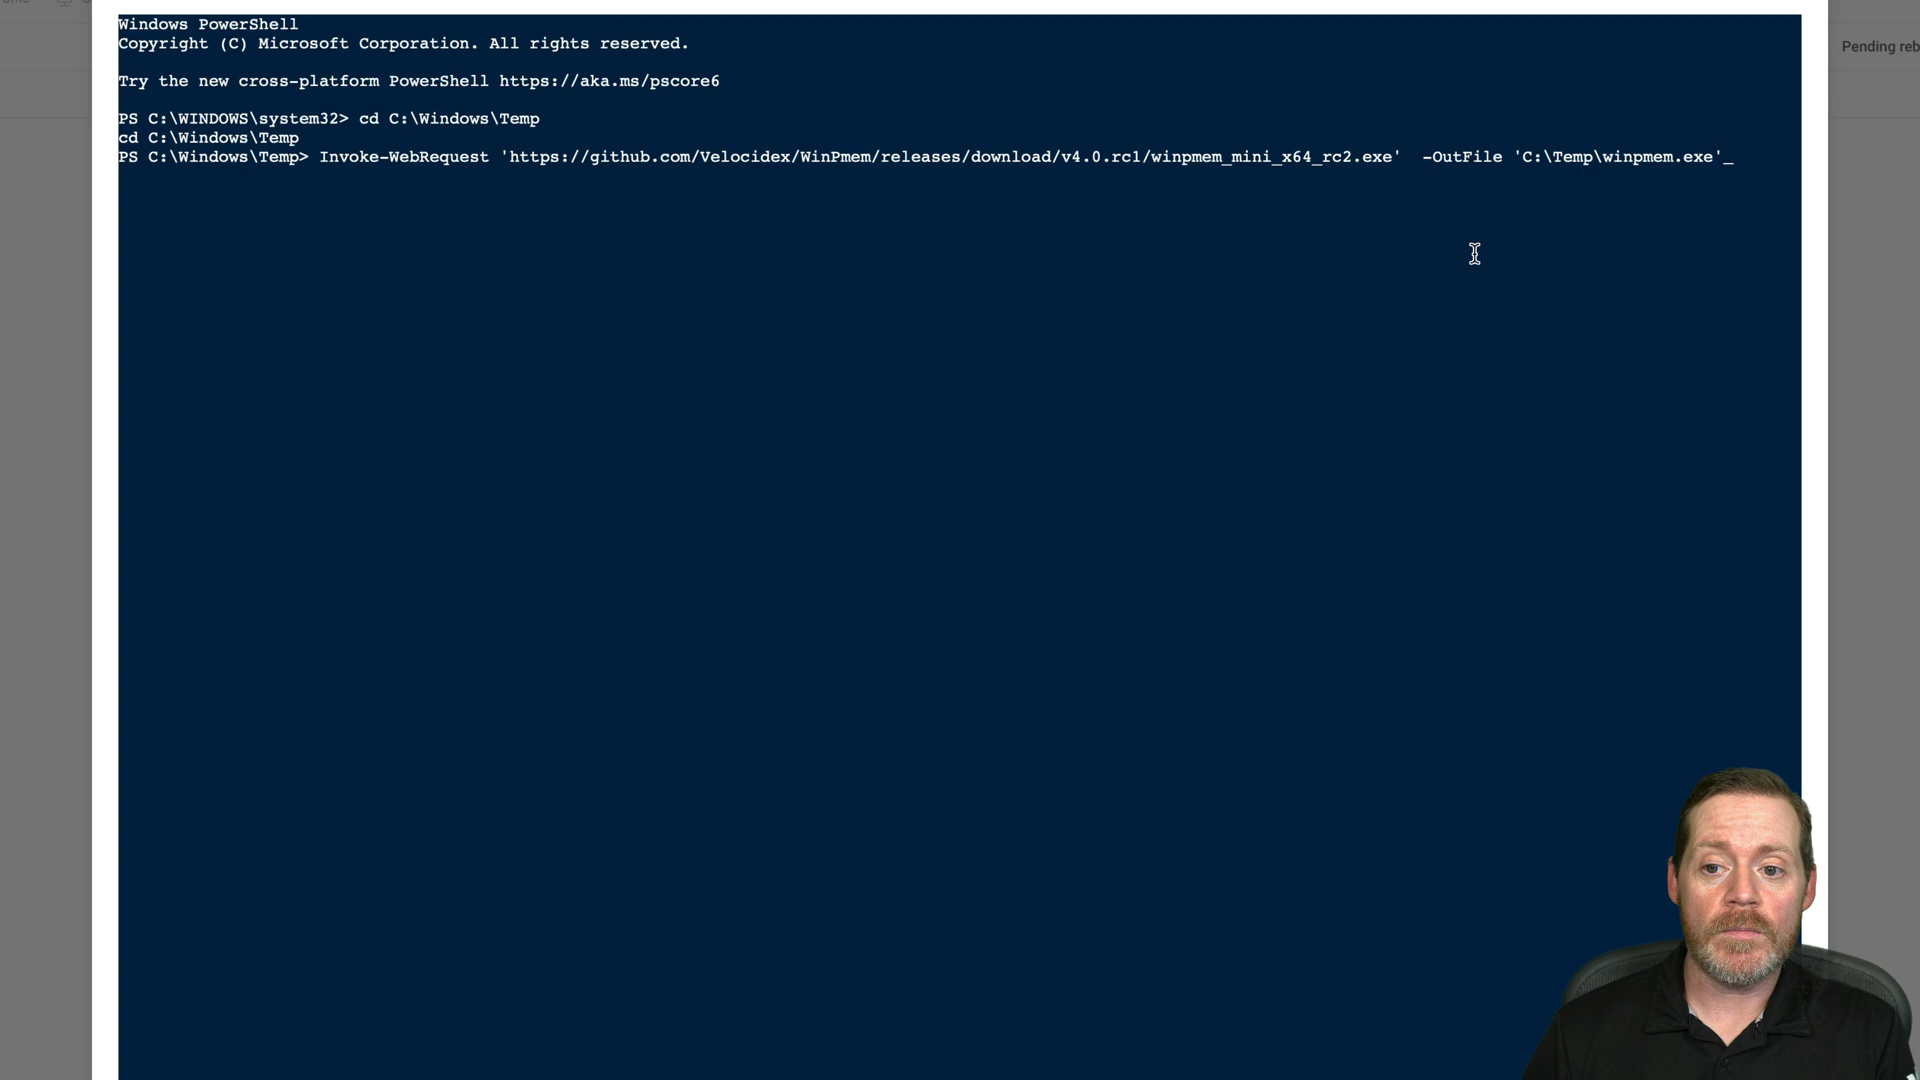 Pending reb
Windows PowerShell
Copyright (C) Microsoft Corporation. All rights reserved.
Try the new cross-platform PowerShell https://aka.ms/pscore6
PS C:\WINDOWS\system32> cd C:\Windows\Temp
cd C:\Windows\Temp
PS C:\Windows\Temp> Invoke-WebRequest 'https://github.com/Velocidex/WinPmem/releases/download/v4.0.rc1/winpmem_mini_x64_rc2.exe'  -OutFile 'C:\Temp\winpmem.exe'_